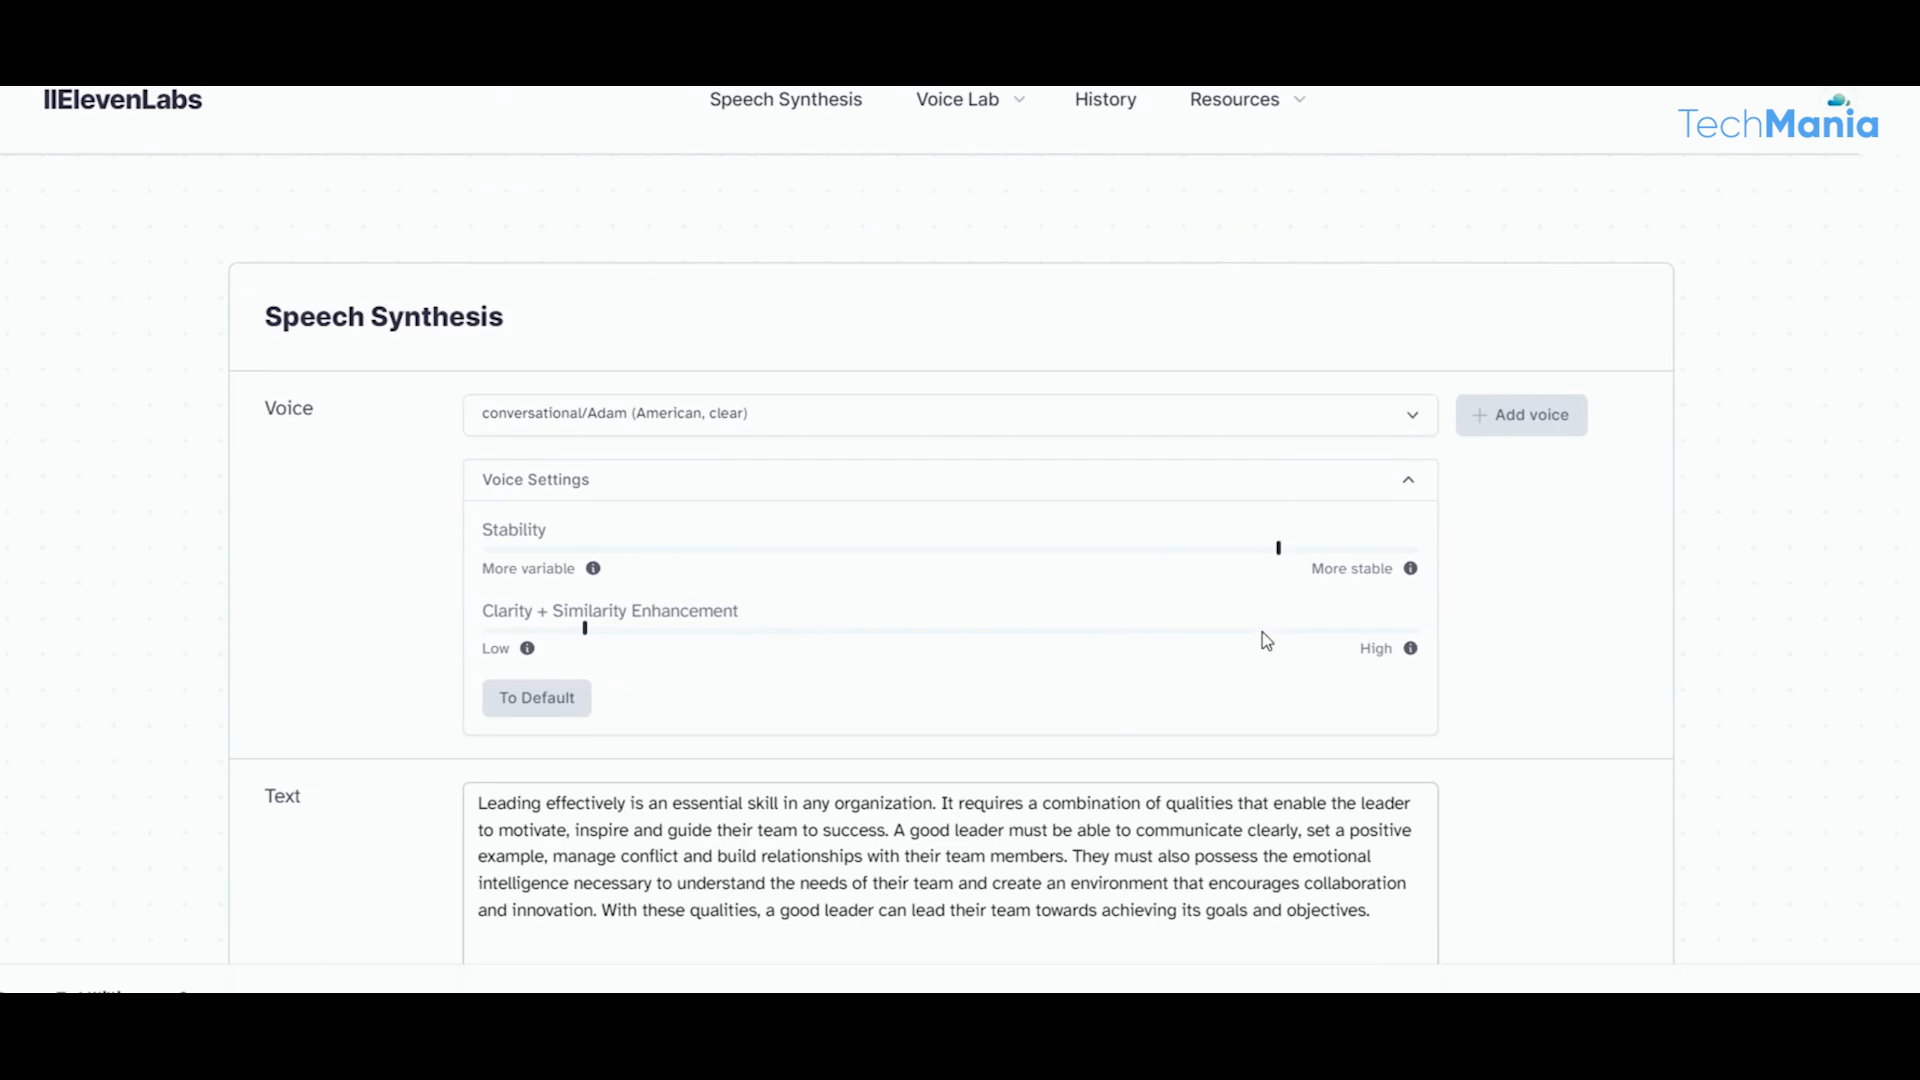 IIElevenLabs
Speech Synthesis Voice Lab History Resources
TechMania
Speech Synthesis
Voice
conversational/Adam (American, clear)
+ Add voice
Voice Settings
Stability
More variable
More stable
Clarity + Similarity Enhancement
Low
High
To Default
Text
Leading effectively is an essential skill in any organization. It requires a combination of qualities that enable the leader
to motivate, inspire and guide their team to success. A good leader must be able to communicate clearly, set a positive
example, manage conflict and build relationships with their team members. They must also possess the emotional
intelligence necessary to understand the needs of their team and create an environment that encourages collaboration
and innovation. With these qualities, a good leader can lead their team towards achieving its goals and objectives.